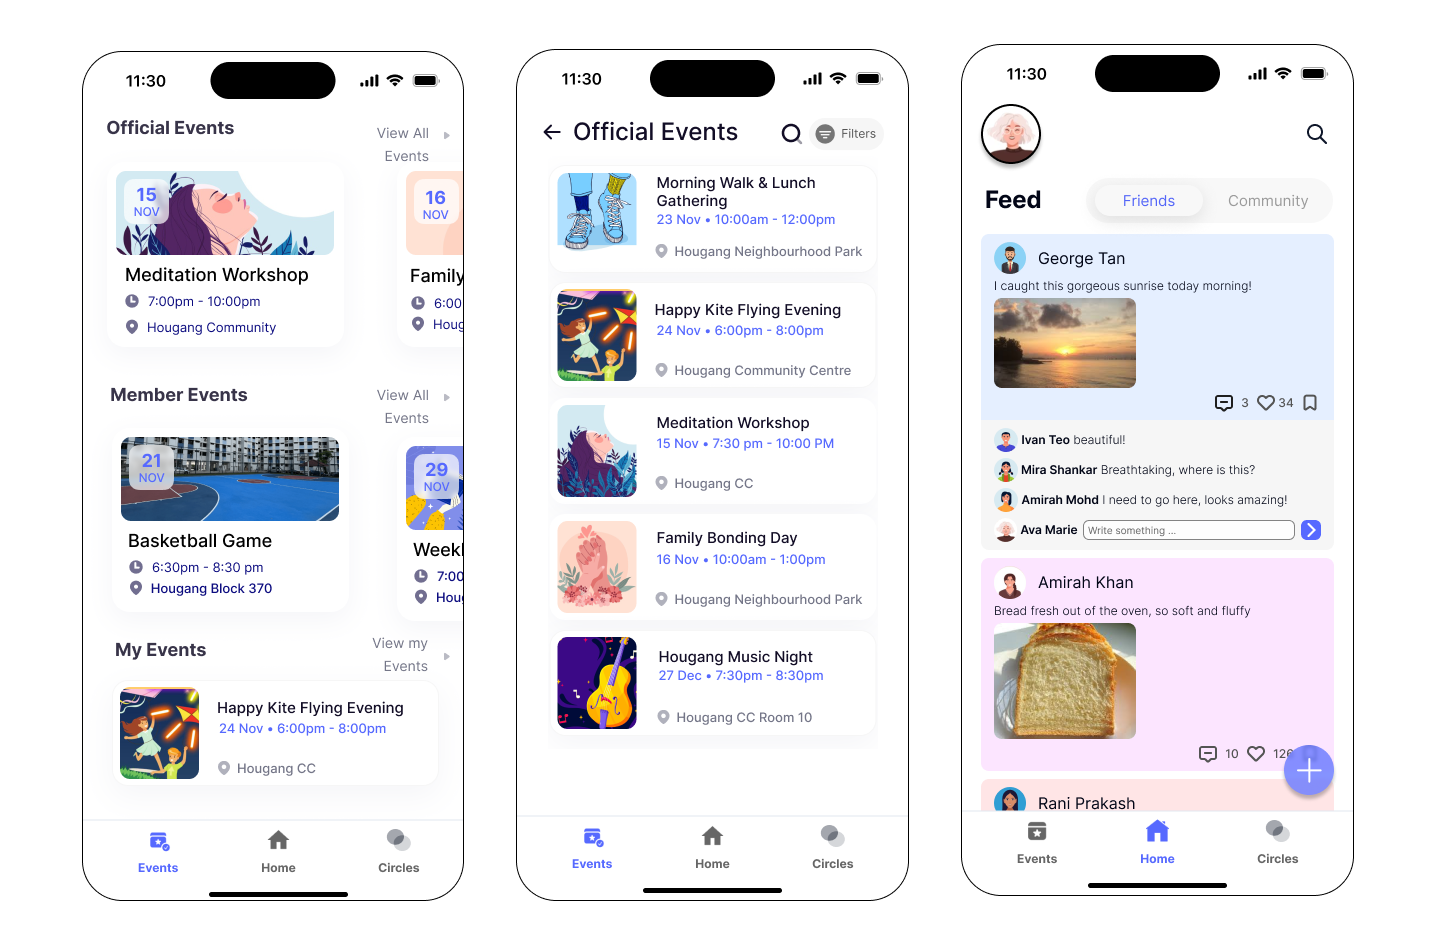 11:30
Official Events
View All
Events
15
NOV
Meditation Workshop
7:00pm - 10:00pm
Hougang Community
16
NOV
Family
6:00
Houg
Member Events
View All
Events
21
NOV
Basketball Game
6:30pm - 8:30 pm
Hougang Block 370
29
NOV
Weekl
7:00
Houg
My Events
View my
Events
Happy Kite Flying Evening
24 Nov • 6:00pm - 8:00pm
Hougang CC
Events
Home
Circles
11:30
Official Events
Filters
Morning Walk & Lunch
Gathering
23 Nov • 10:00am - 12:00pm
Hougang Neighbourhood Park
Happy Kite Flying Evening
24 Nov • 6:00pm - 8:00pm
Hougang Community Centre
Meditation Workshop
15 Nov • 7:30 pm - 10:00 PM
Hougang CC
Family Bonding Day
16 Nov • 10:00am - 1:00pm
Hougang Neighbourhood Park
Hougang Music Night
27 Dec • 7:30pm - 8:30pm
Hougang CC Room 10
Events
Home
Circles
11:30
Feed
Friends
Community
George Tan
I caught this gorgeous sunrise today morning!
3
34
Ivan Teo beautiful!
Mira Shankar Breathtaking, where is this?
Amirah Mohd I need to go here, looks amazing!
Ava Marie Write something ...
Amirah Khan
Bread fresh out of the oven, so soft and fluffy
10
126
Rani Prakash
Events
Home
Circles